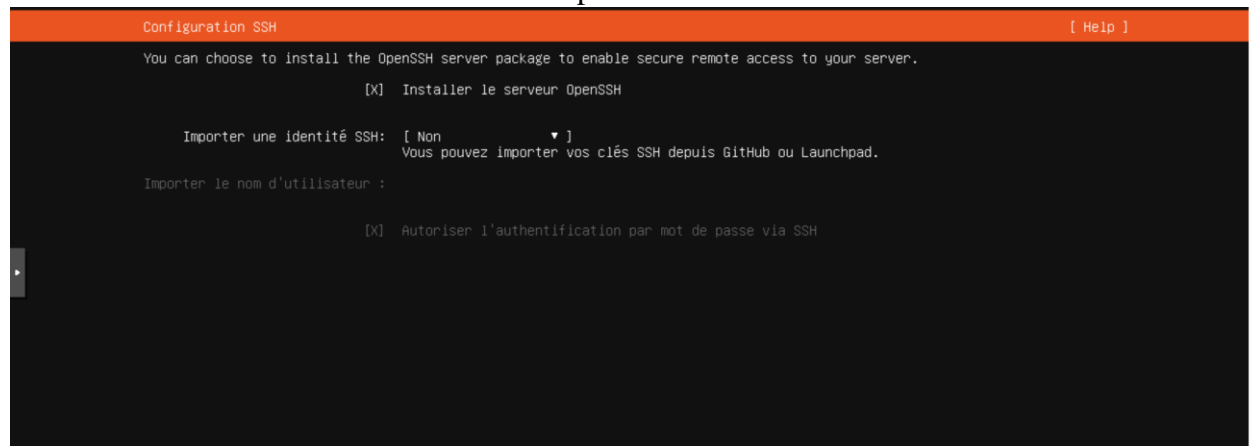 Configuration SSH [ Help ]
You can choose to install the OpenSSH server package to enable secure remote access to your server.
[X] Installer le serveur OpenSSH
Importer une identité SSH: [ Non ▾ ]
Vous pouvez importer vos clés SSH depuis GitHub ou Launchpad.
Importer le nom d'utilisateur :
[X] Autoriser l'authentification par mot de passe via SSH